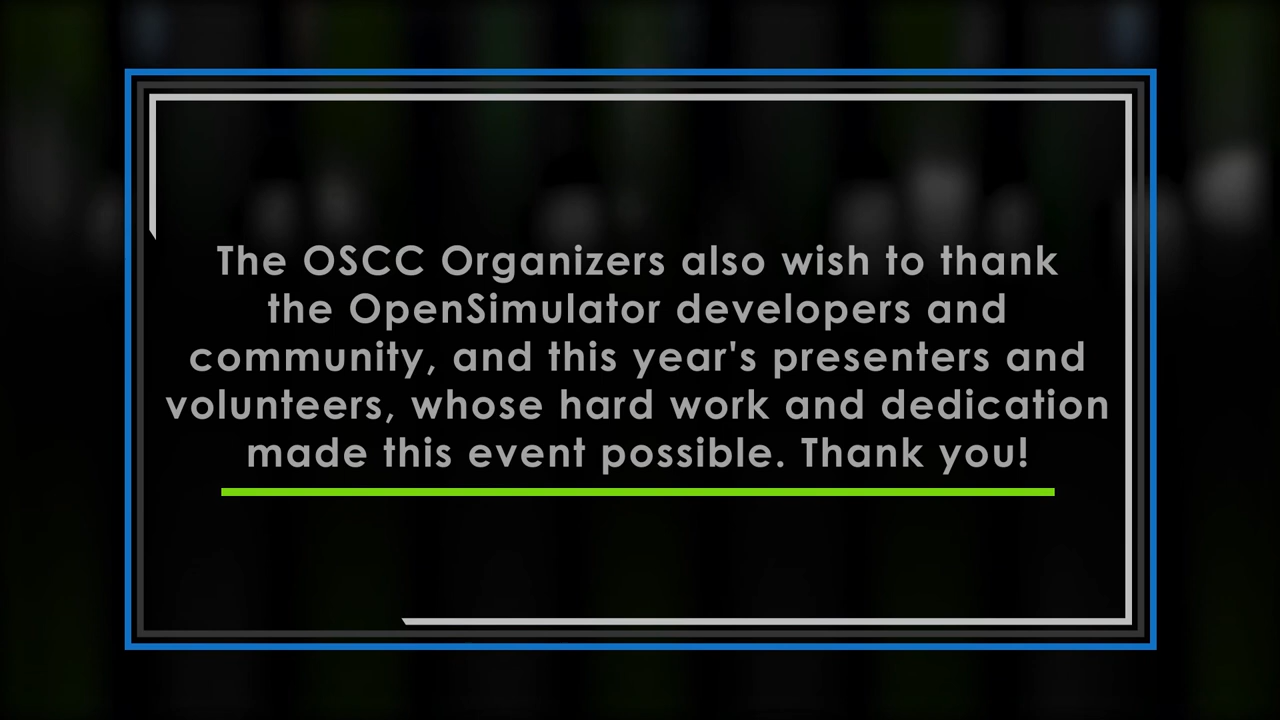 The OSCC Organizers also wish to thank
the OpenSimulator developers and
community, and this year's presenters and
volunteers, whose hard work and dedication
made this event possible. Thank you!